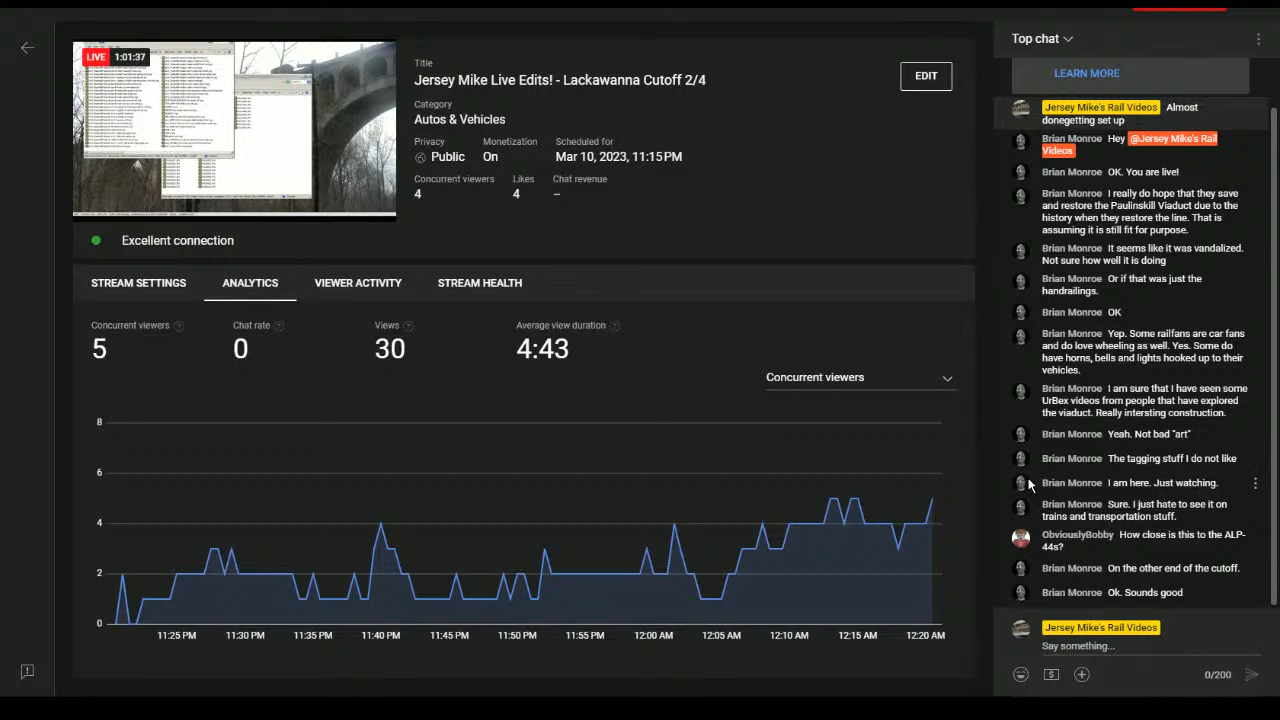 LIVE 1:01:37
Title
Jersey Mike Live Editing Lackawanna Cutoff 2/4
EDIT
Category
Autos & Vehicles
Privacy
Monetization
Scheduled for
Public
On
Mar 10, 2023, 11:15 PM
Concurrent viewers
Likes
Chat revenue
4
4
–
Excellent connection
STREAM SETTINGS
ANALYTICS
VIEWER ACTIVITY
STREAM HEALTH
Concurrent viewers
Chat rate
Views
Average view duration
5
0
30
4:43
Concurrent viewers
8
6
4
2
0
11:25 PM
11:30 PM
11:35 PM
11:40 PM
11:45 PM
11:50 PM
11:55 PM
12:00 AM
12:05 AM
12:10 AM
12:15 AM
12:20 AM
Top chat
LEARN MORE
Jersey Mike's Rail Videos Almost
donegetting set up
Brian Monroe Hey @Jersey Mike's Rail
Videos
Brian Monroe OK. You are live!
Brian Monroe I really do hope that they save
and restore the Paulinskill Viaduct due to the
history when they restore the line. That is
assuming it is still fit for purpose.
Brian Monroe It seems like it was vandalized.
Not sure how well it is doing
Brian Monroe Or if that was just the
handrailings.
Brian Monroe OK
Brian Monroe Yep. Some railfans are car fans
and do love wheeling as well. Yes. Some do
have horns, bells and lights hooked up to their
vehicles.
Brian Monroe I am sure that I have seen some
UrBex videos from people that have explored
the viaduct. Really intersting construction.
Brian Monroe Yeah. Not bad "art"
Brian Monroe The tagging stuff I do not like
Brian Monroe I am here. Just watching.
Brian Monroe Sure. I just hate to see it on
trains and transportation stuff.
ObviouslyBobby How close is this to the ALP-
44s?
Brian Monroe On the other end of the cutoff.
Brian Monroe Ok. Sounds good
Jersey Mike's Rail Videos
Say something...
0/200